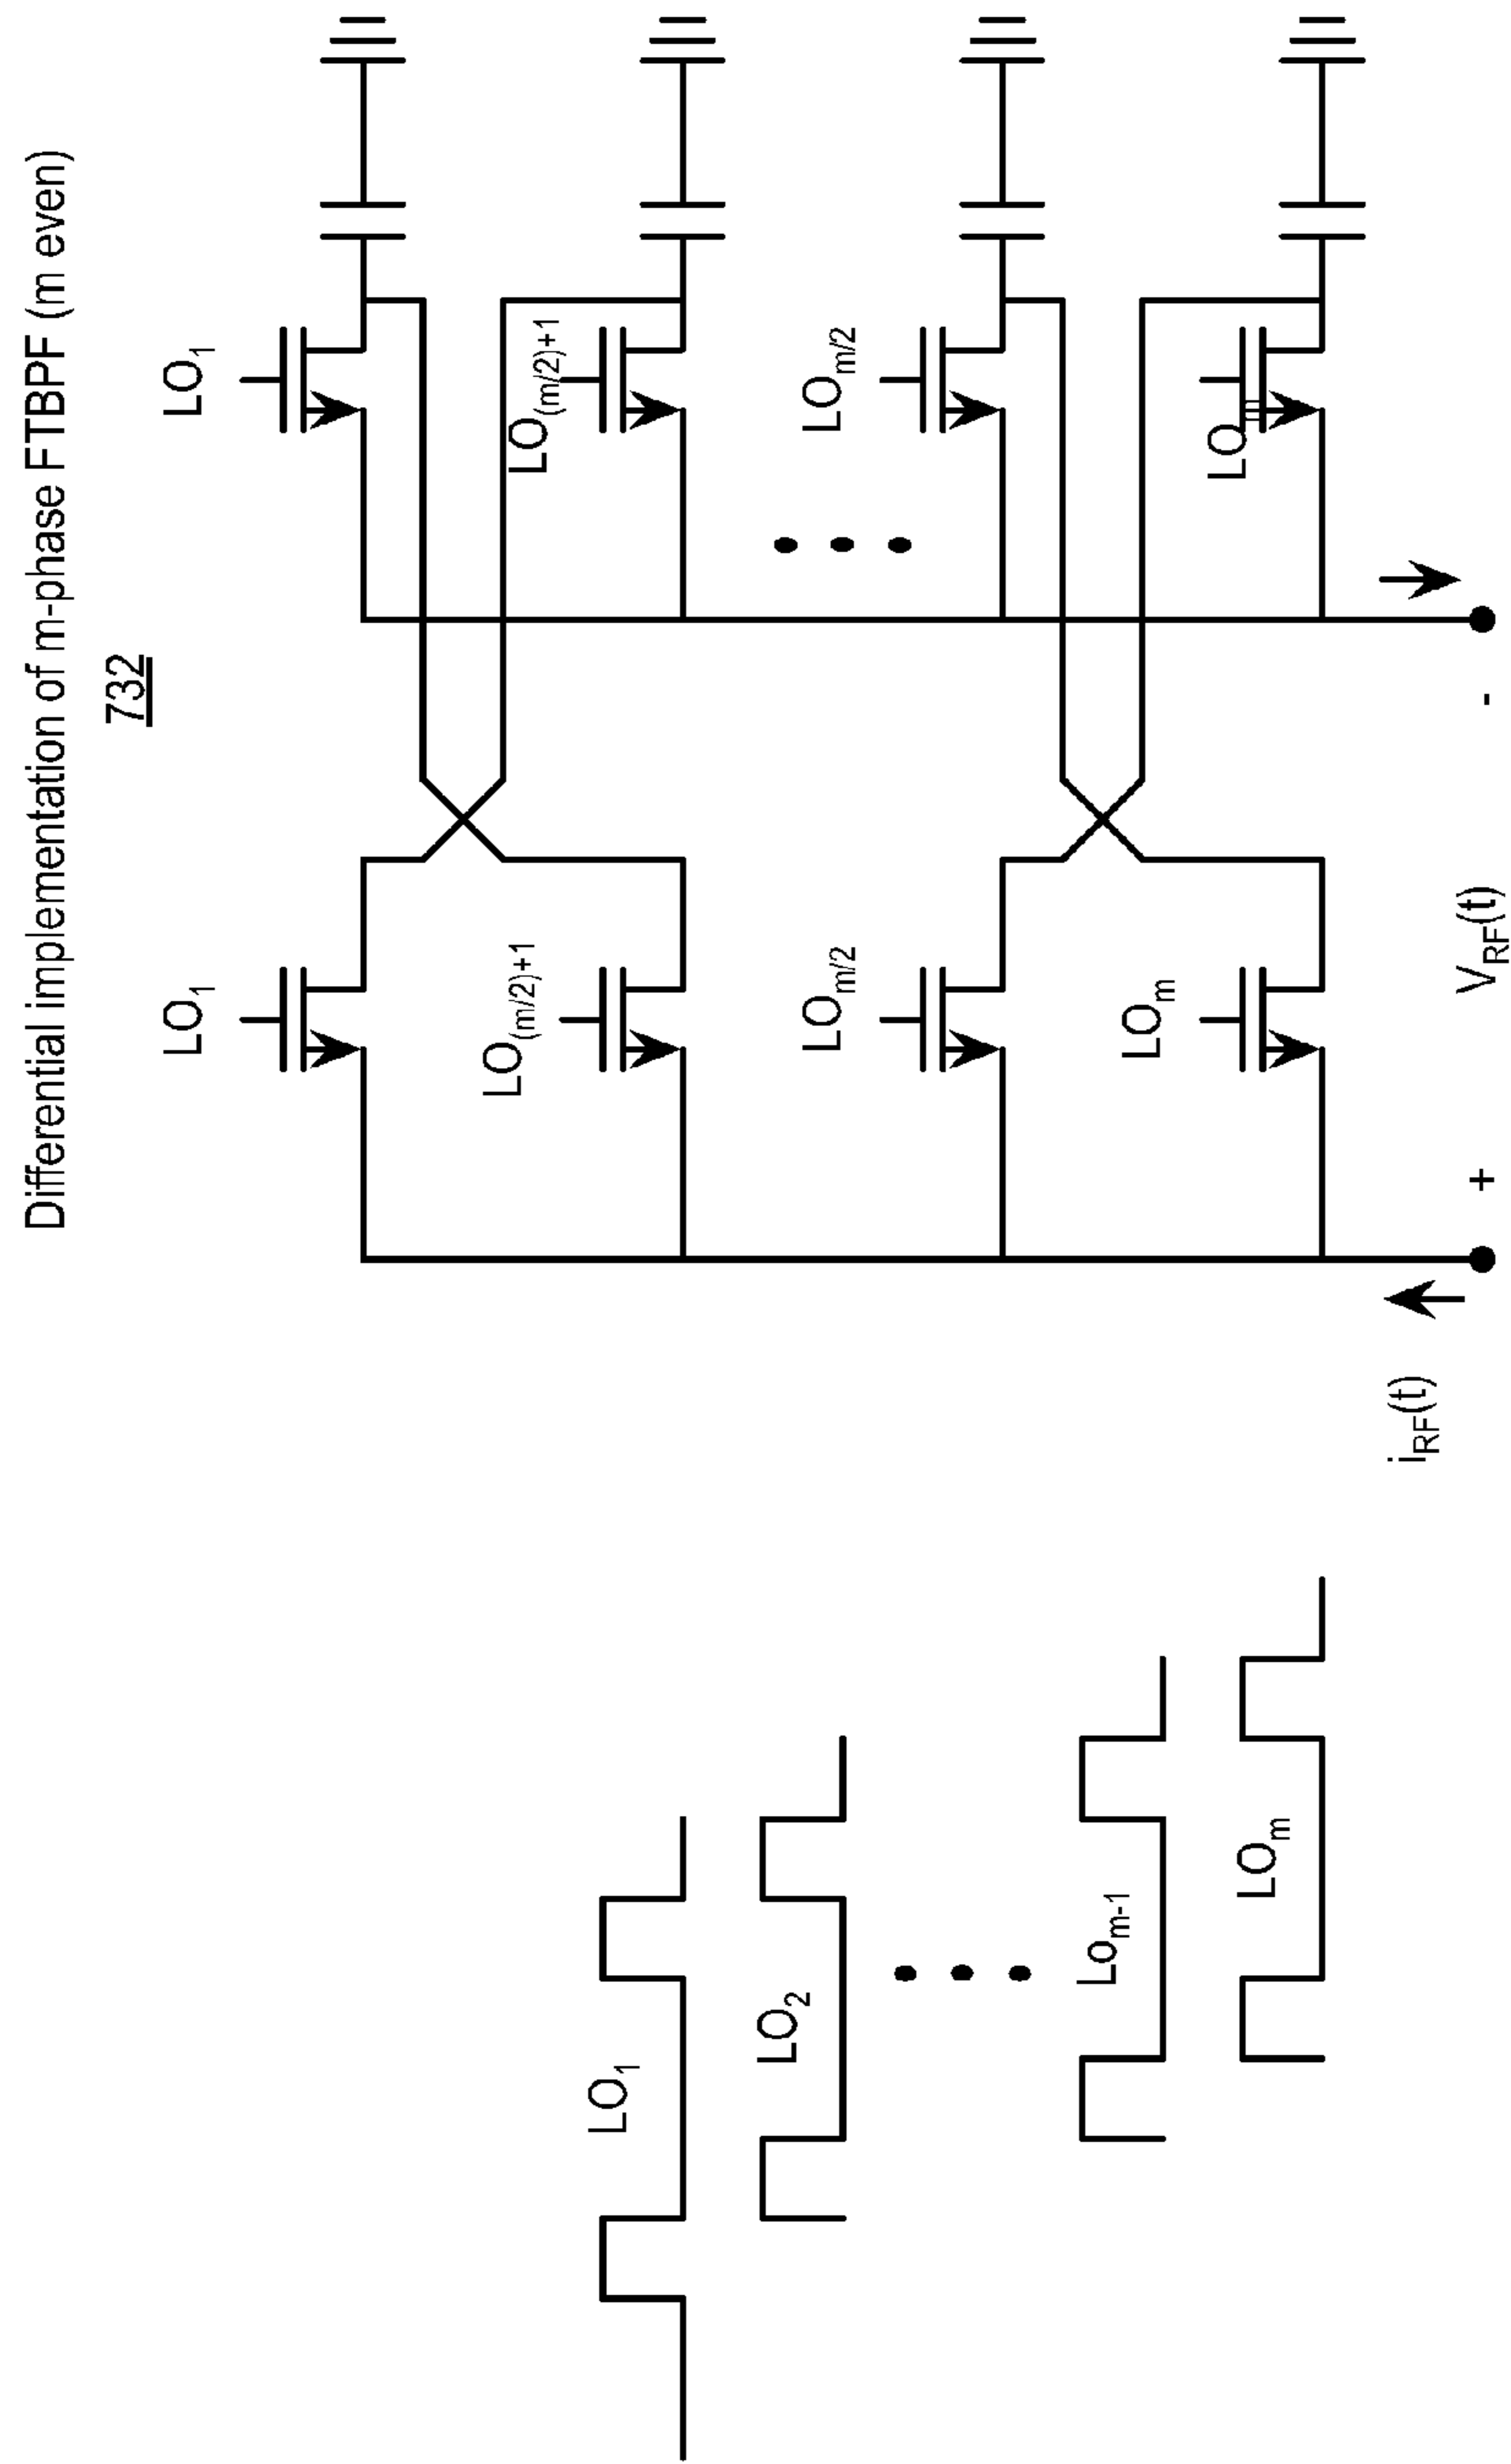 Differential implementation of m-phase FTBPF (m even)
732
LO1
LO1
LO(m/2)+1
LO(m/2)+1
LO1
LO2
LOm/2
LOm/2
Lom-1
LOm
LOm
LOm
iRF(t)
+ VRF(t) -